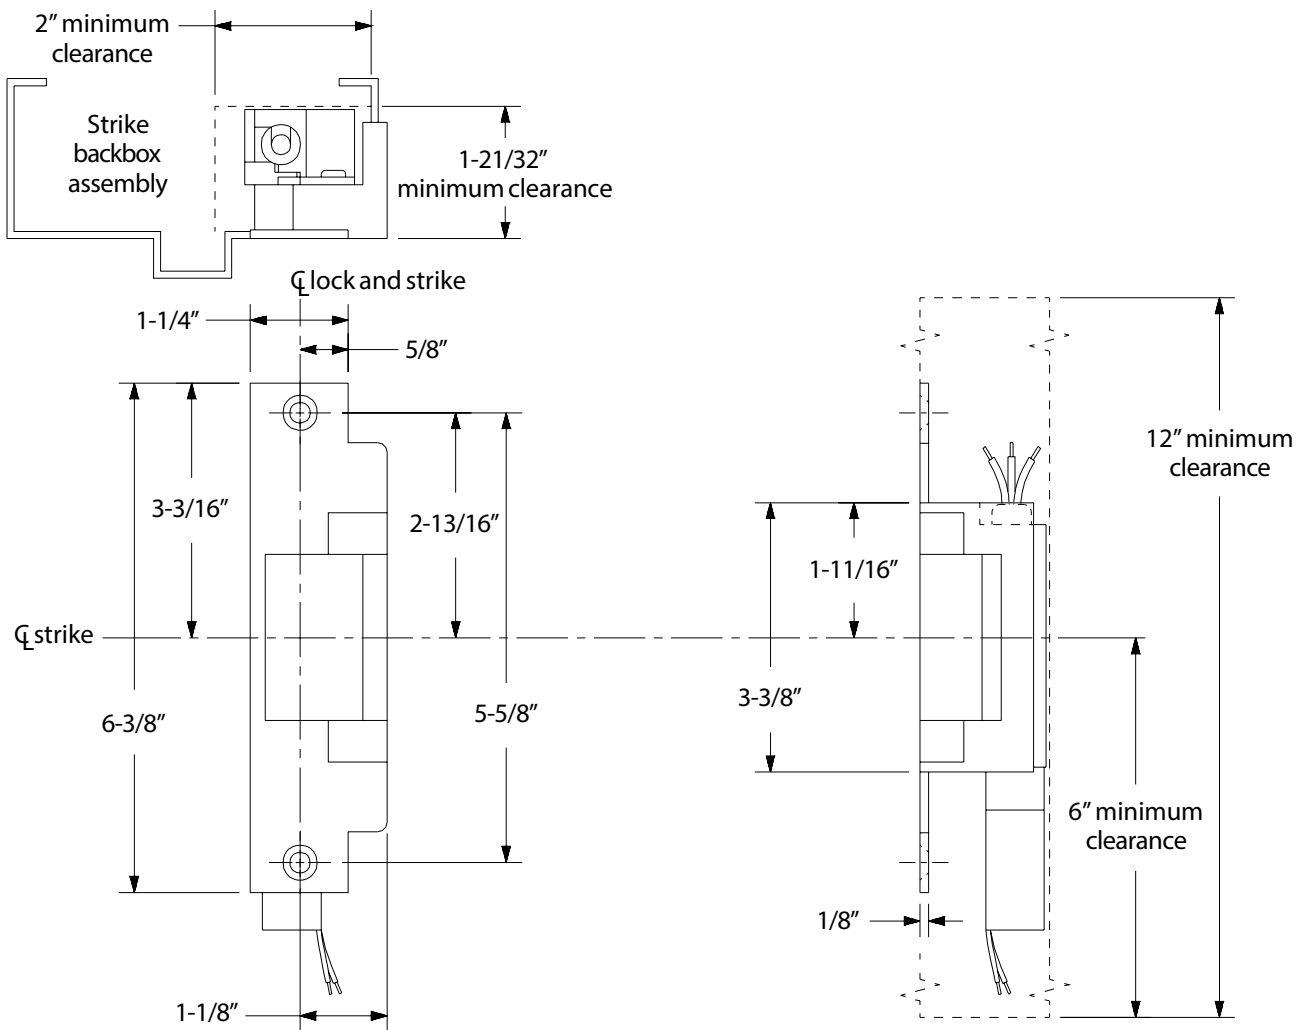 2” minimum
clearance
Strike
backbox
assembly
1-21/32”
minimum clearance
℄ lock and strike
1-1/4”
5/8”
3-3/16”
2-13/16”
℄ strike
6-3/8”
5-5/8”
1-1/8”
12” minimum
clearance
1-11/16”
3-3/8”
6” minimum
clearance
1/8”